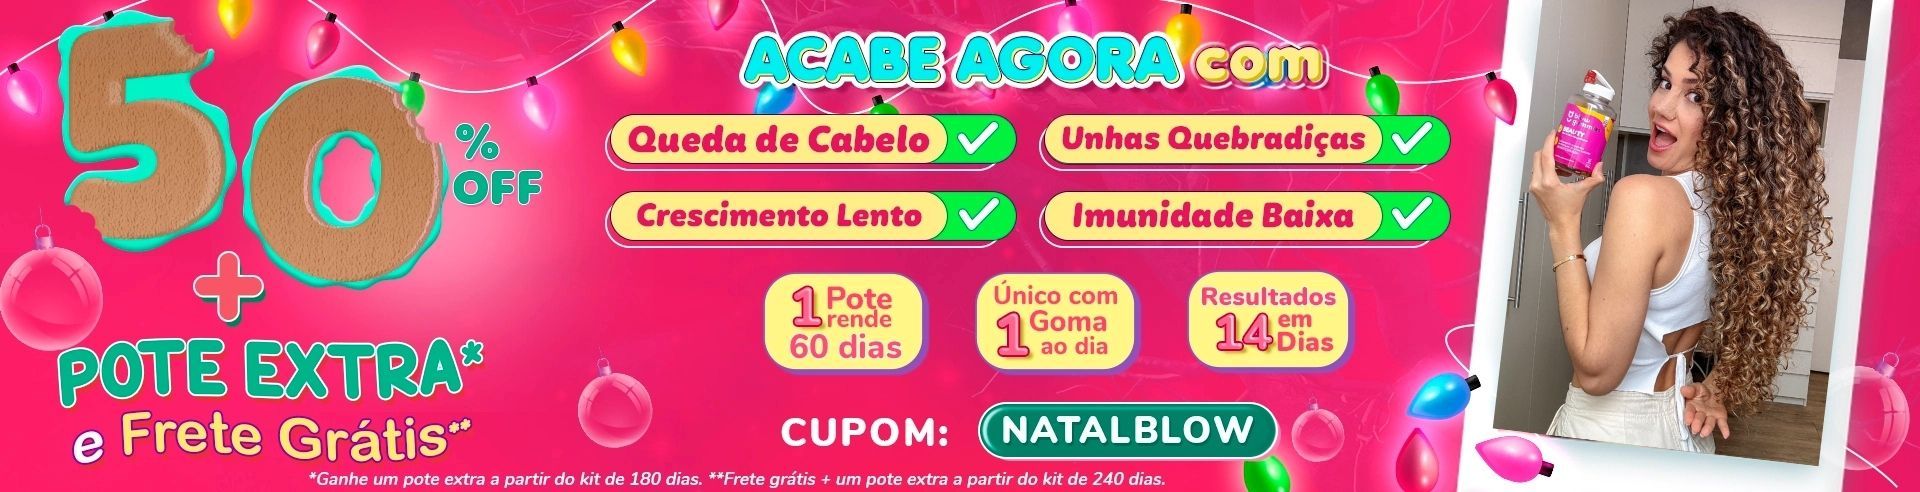 50
%
OFF
+
POTE EXTRA*
e Frete Grátis**
ACABE AGORA com
Queda de Cabelo
Unhas Quebradiças
Crescimento Lento
Imunidade Baixa
1 Pote
rende
60 dias
Único com
1 Goma
ao dia
Resultados
14 em
Dias
CUPOM: NATALBLOW
*Ganhe um pote extra a partir do kit de 180 dias. **Frete grátis + um pote extra a partir do kit de 240 dias.
BEAUTY